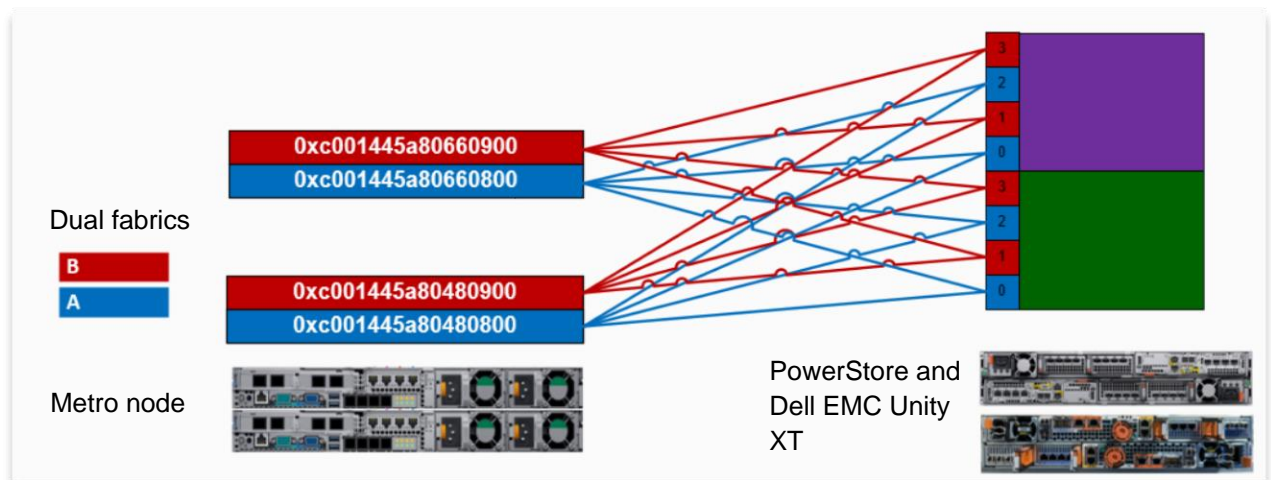 3
2
1
0
3
2
1
0
0xc001445a80660900
0xc001445a80660800
Dual fabrics
B
A
0xc001445a80480900
0xc001445a80480800
Metro node
PowerStore and
Dell EMC Unity
XT